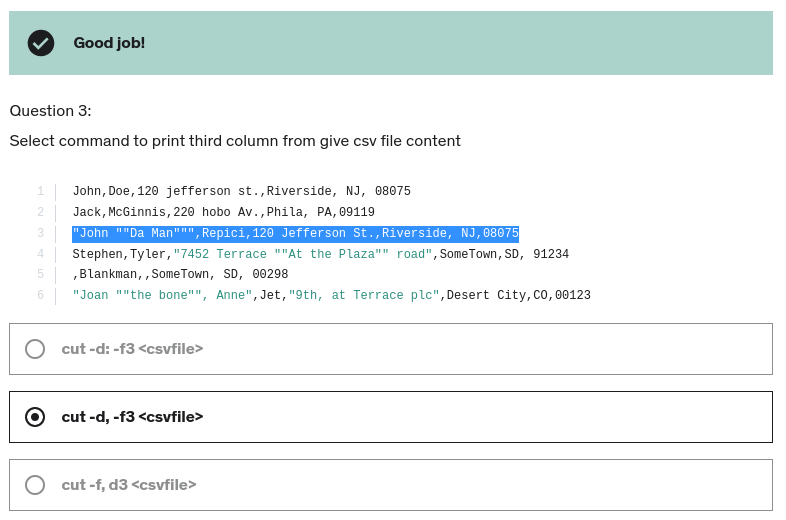 Good job!
Question 3:
Select command to print third column from give csv file content
1 John,Doe,120 jefferson st.,Riverside, NJ, 08075
2 Jack,McGinnis,220 hobo Av.,Phila, PA,09119
3 "John ""Da Man""",Repici,120 Jefferson St.,Riverside, NJ,08075
4 Stephen,Tyler,"7452 Terrace ""At the Plaza"" road",SomeTown,SD, 91234
5 ,Blankman,,SomeTown, SD, 00298
6 "Joan ""the bone"", Anne",Jet,"9th, at Terrace plc",Desert City,CO,00123
cut -d: -f3 <csvfile>
cut -d, -f3 <csvfile>
cut -f, d3 <csvfile>